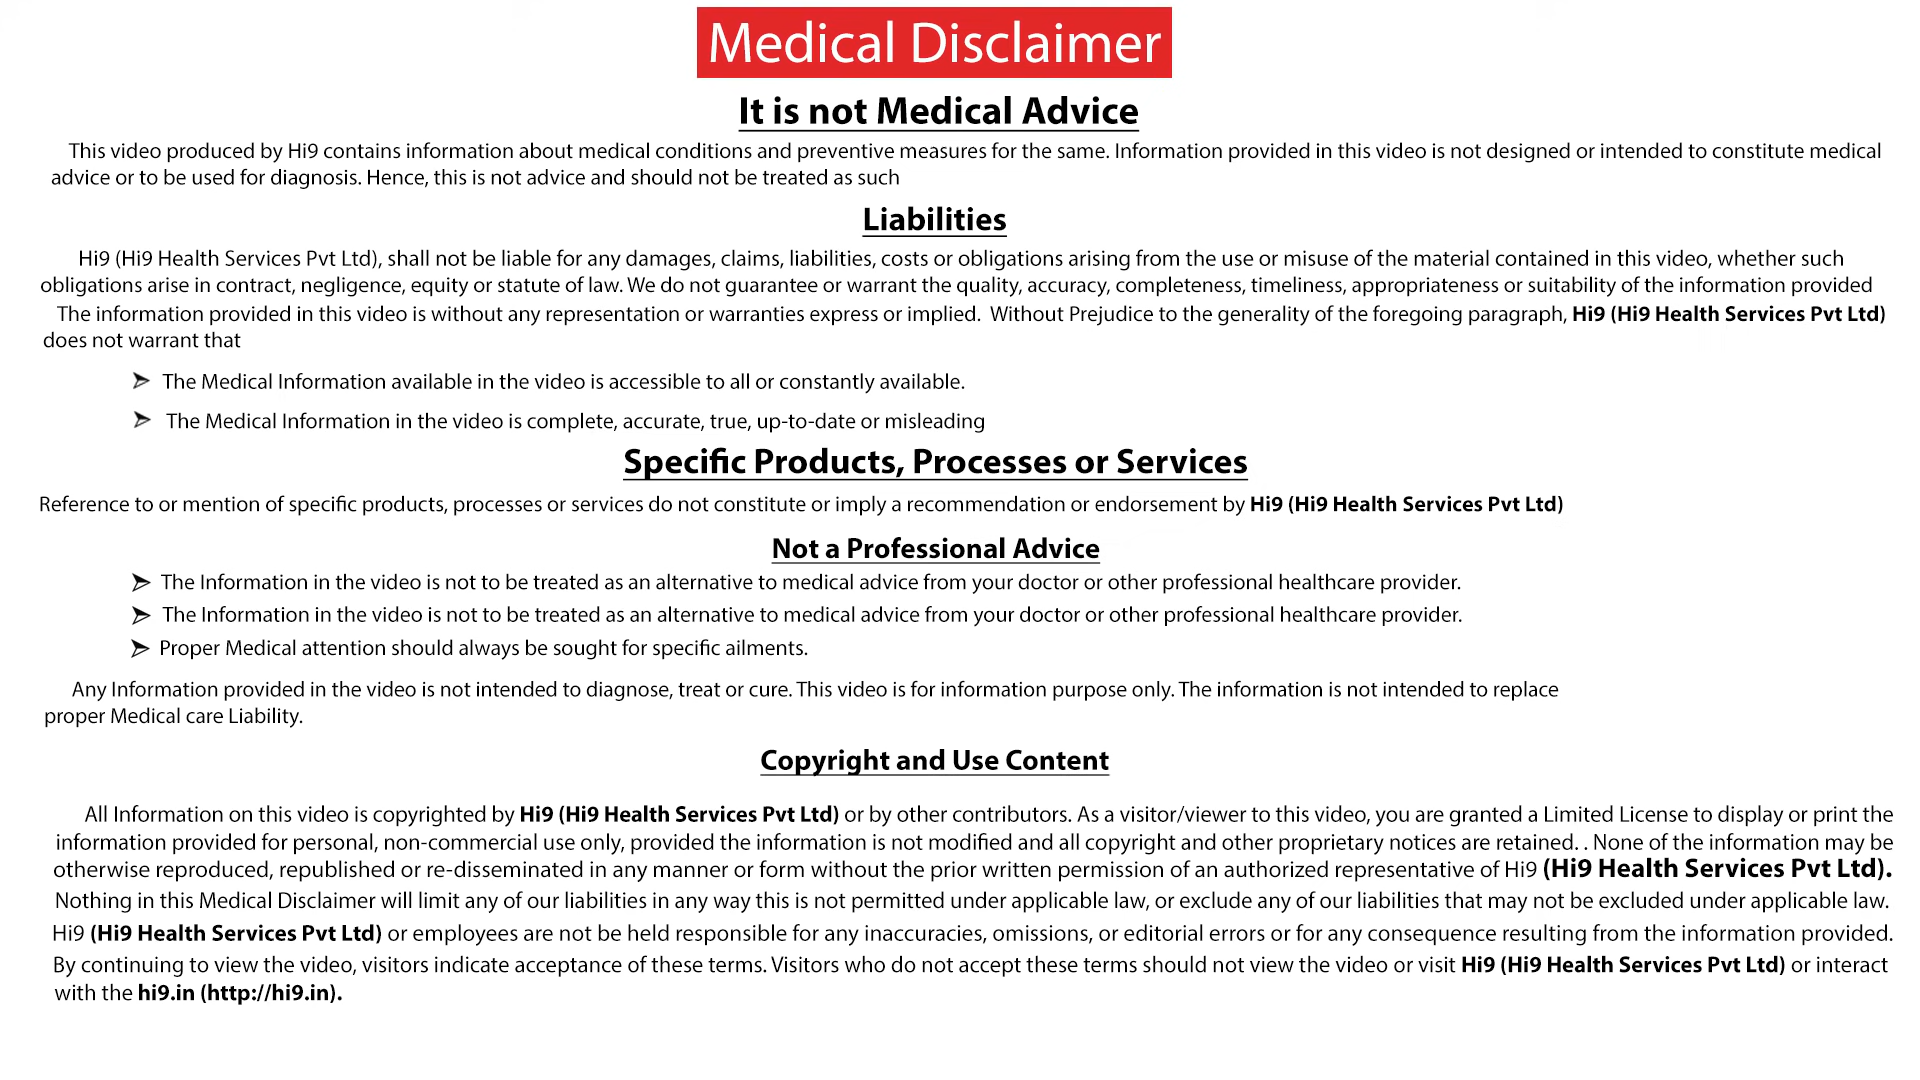 Medical Disclaimer
It is not Medical Advice
This video produced by Hi9 contains information about medical conditions and preventive measures for the same. Information provided in this video is not designed or intended to constitute medical
advice or to be used for diagnosis. Hence, this is not advice and should not be treated as such
Liabilities
Hi9 (Hi9 Health Services Pvt Ltd), shall not be liable for any damages, claims, liabilities, costs or obligations arising from the use or misuse of the material contained in this video, whether such
obligations arise in contract, negligence, equity or statute of law. We do not guarantee or warrant the quality, accuracy, completeness, timeliness, appropriateness or suitability of the information provided
The information provided in this video is without any representation or warranties express or implied. Without Prejudice to the generality of the foregoing paragraph, Hi9 (Hi9 Health Services Pvt Ltd)
does not warrant that
➢ The Medical Information available in the video is accessible to all or constantly available.
➢ The Medical Information in the video is complete, accurate, true, up-to-date or misleading
Specific Products, Processes or Services
Reference to or mention of specific products, processes or services do not constitute or imply a recommendation or endorsement by Hi9 (Hi9 Health Services Pvt Ltd)
Not a Professional Advice
➢ The Information in the video is not to be treated as an alternative to medical advice from your doctor or other professional healthcare provider.
➢ The Information in the video is not to be treated as an alternative to medical advice from your doctor or other professional healthcare provider.
➢ Proper Medical attention should always be sought for specific ailments.
Any Information provided in the video is not intended to diagnose, treat or cure. This video is for information purpose only. The information is not intended to replace
proper Medical care Liability.
Copyright and Use Content
All Information on this video is copyrighted by Hi9 (Hi9 Health Services Pvt Ltd) or by other contributors. As a visitor/viewer to this video, you are granted a Limited License to display or print the
information provided for personal, non-commercial use only, provided the information is not modified and all copyright and other proprietary notices are retained. . None of the information may be
otherwise reproduced, republished or re-disseminated in any manner or form without the prior written permission of an authorized representative of Hi9 (Hi9 Health Services Pvt Ltd).
Nothing in this Medical Disclaimer will limit any of our liabilities in any way this is not permitted under applicable law, or exclude any of our liabilities that may not be excluded under applicable law.
Hi9 (Hi9 Health Services Pvt Ltd) or employees are not be held responsible for any inaccuracies, omissions, or editorial errors or for any consequence resulting from the information provided.
By continuing to view the video, visitors indicate acceptance of these terms. Visitors who do not accept these terms should not view the video or visit Hi9 (Hi9 Health Services Pvt Ltd) or interact
with the hi9.in (http://hi9.in).